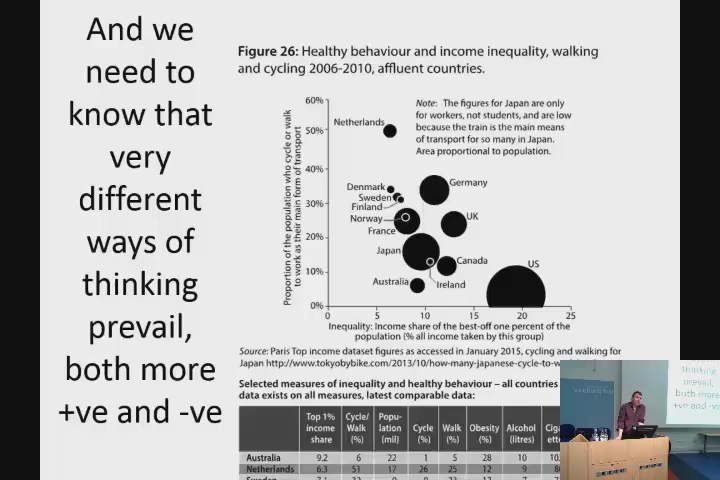 And we
need to
know that
very
different
ways of
thinking
prevail,
both more
+ve and -ve
Figure 26: Healthy behaviour and income inequality, walking
and cycling 2006-2010, affluent countries.
Proportion of the population who cycle or walk
to work as their main form of transport
60%
50%
40%
30%
20%
10%
0%
Note: The figures for Japan are only
for workers, not students, and are low
because the train is the main means
of transport for so many in Japan.
Area proportional to population.
Netherlands
Denmark
Sweden
Finland
Norway
France
Germany
UK
Japan
Canada
Australia
Ireland
US
0 5 10 15 20 25
Inequality: Income share of the best-off one percent of the
population (% all income taken by this group)
Source: Paris Top income dataset figures as accessed in January 2015, cycling and walking for
Japan http://www.tokyobybike.com/2013/10/how-many-japanese-cycle-to-w
Selected measures of inequality and healthy behaviour – all countries
data exists on all measures, latest comparable data:
Top 1% income share Cycle/ Walk (%) Popu- lation (mil) Cycle (%) Walk (%) Obesity (%) Alcohol (litres) Ciga ette
Australia 9.2 6 22 1 5 28 10 10
Netherlands 6.3 51 17 26 25 12 9 8
thinking
prevail,
both more
+ve and -ve